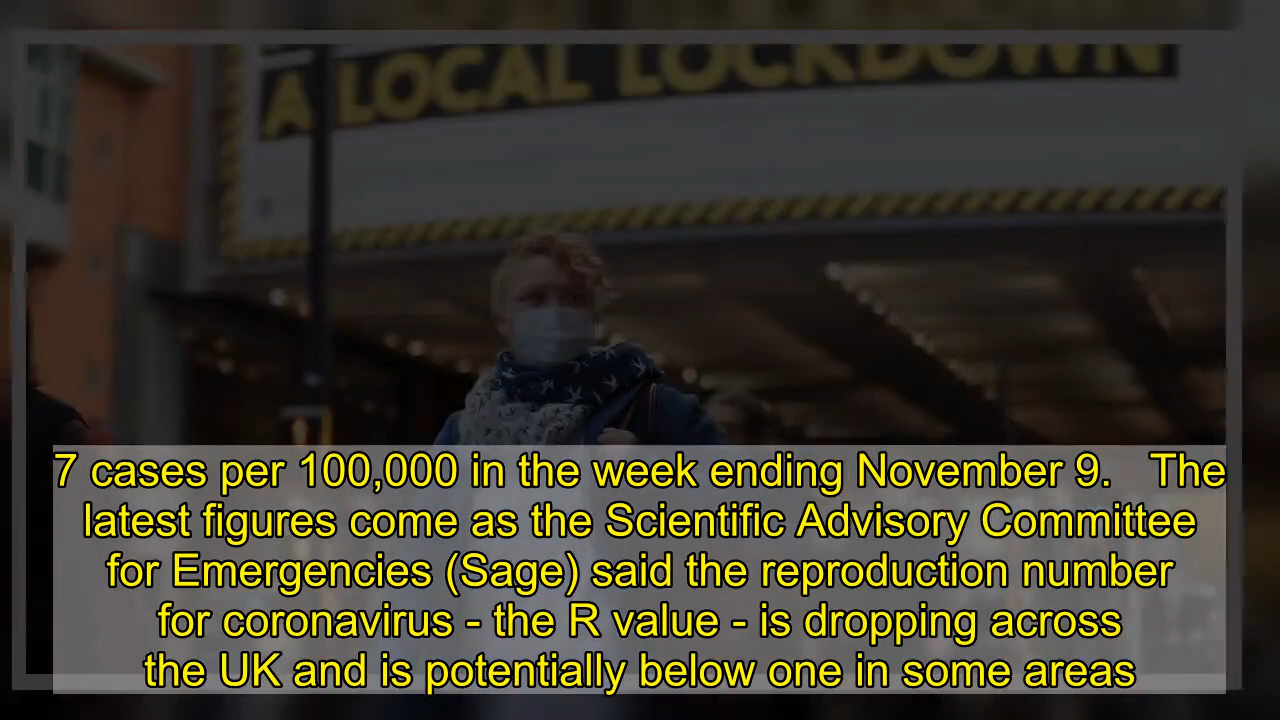 A LOCAL LOCKDOWN
7 cases per 100,000 in the week ending November 9.   The
latest figures come as the Scientific Advisory Committee
for Emergencies (Sage) said the reproduction number
for coronavirus - the R value - is dropping across
the UK and is potentially below one in some areas